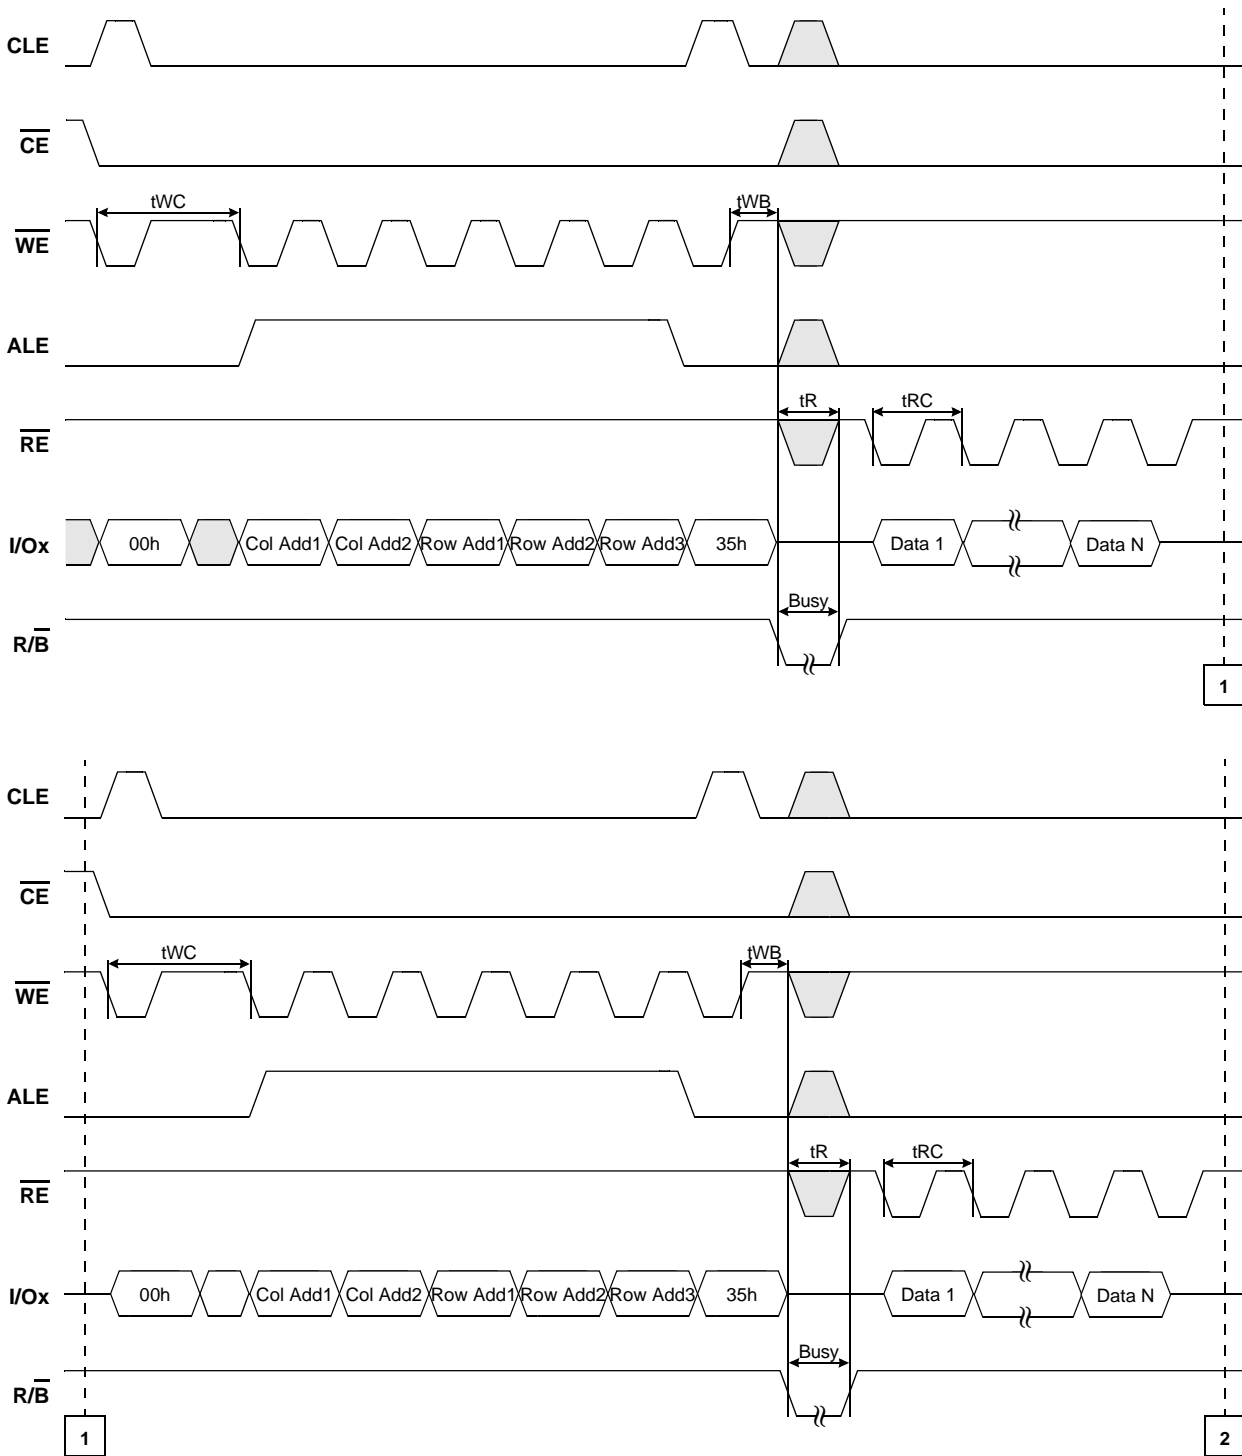 CLE
CE
tWC
tWB
WE
ALE
tR
tRC
RE
I/Ox
00h
Col Add1
Col Add2
Row Add1
Row Add2
Row Add3
35h
Data 1
Data N
Busy
R/B
1
CLE
CE
tWC
tWB
WE
ALE
tR
tRC
RE
I/Ox
00h
Col Add1
Col Add2
Row Add1
Row Add2
Row Add3
35h
Data 1
Data N
Busy
R/B
1
2